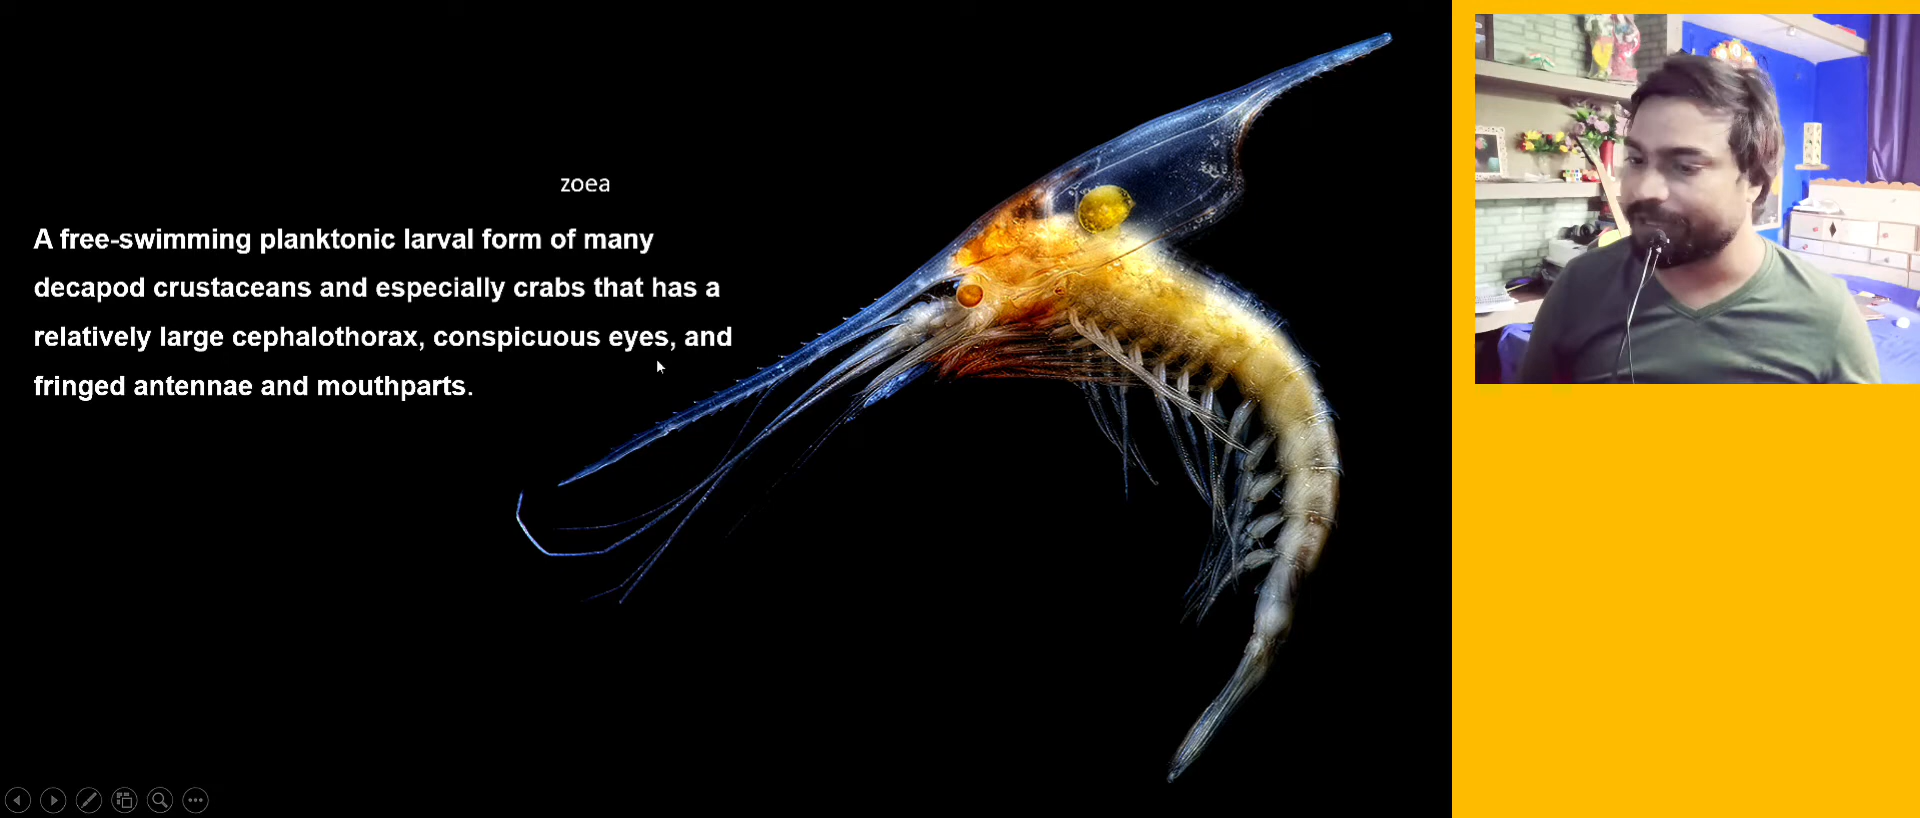 zoea
A free-swimming planktonic larval form of many
decapod crustaceans and especially crabs that has a
relatively large cephalothorax, conspicuous eyes, and
fringed antennae and mouthparts.